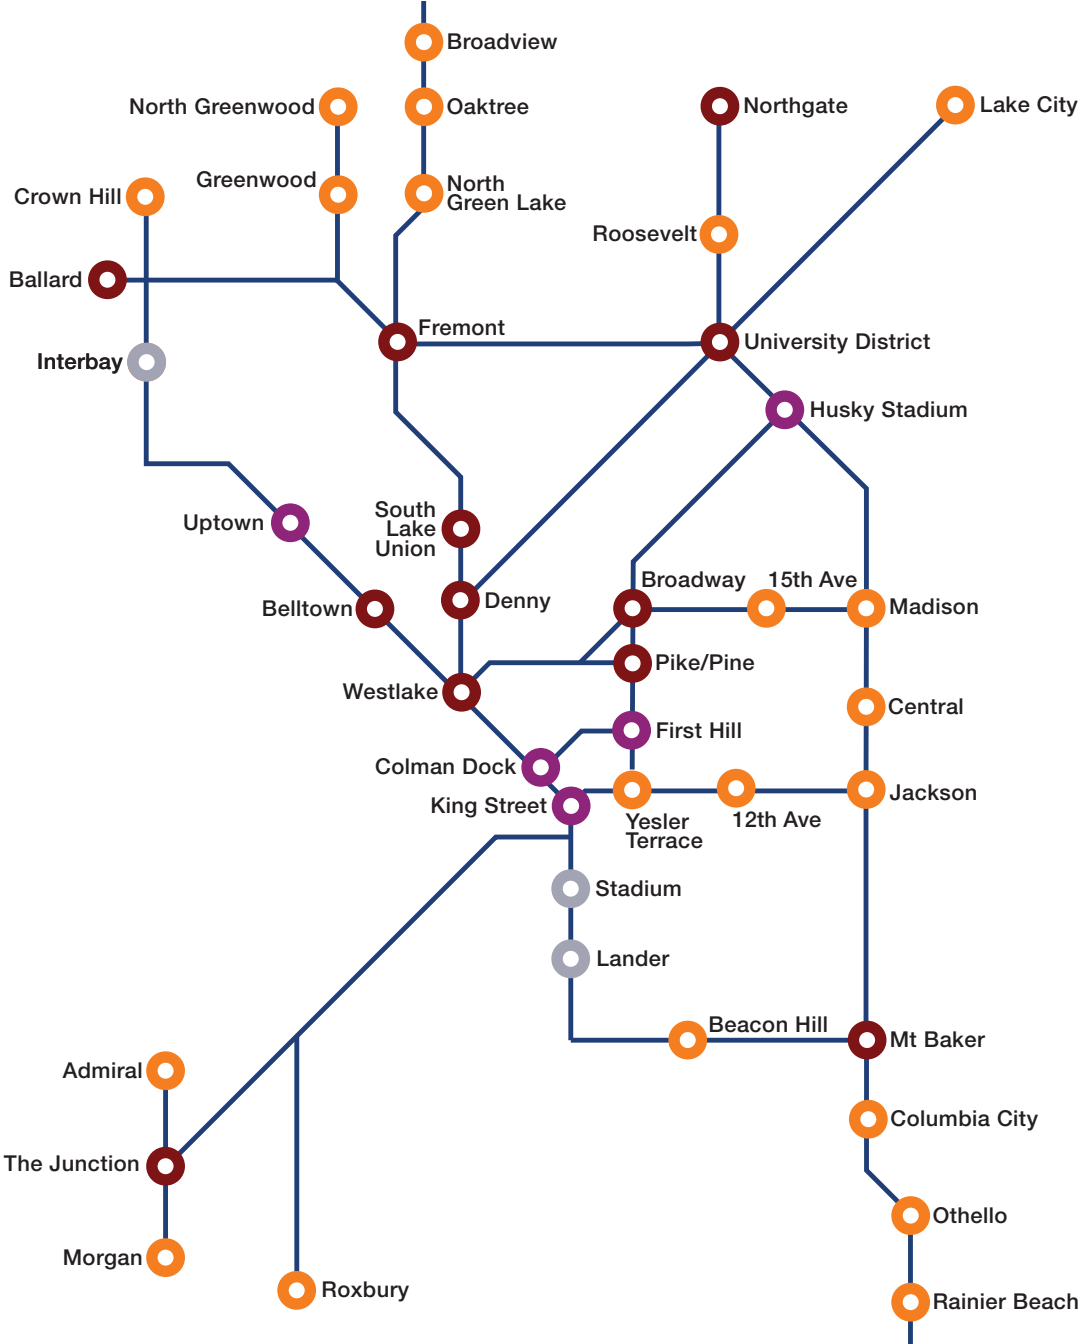 Broadview
North Greenwood
Oaktree
Northgate
Lake City
Greenwood
North
Green Lake
Crown Hill
Roosevelt
Ballard
Fremont
University District
Interbay
Husky Stadium
Uptown
South
Lake
Union
Belltown
Denny
Broadway
15th Ave
Madison
Pike/Pine
Westlake
Central
First Hill
Colman Dock
King Street
Yesler
Terrace
12th Ave
Jackson
Stadium
Lander
Beacon Hill
Mt Baker
Admiral
Columbia City
The Junction
Othello
Morgan
Roxbury
Rainier Beach